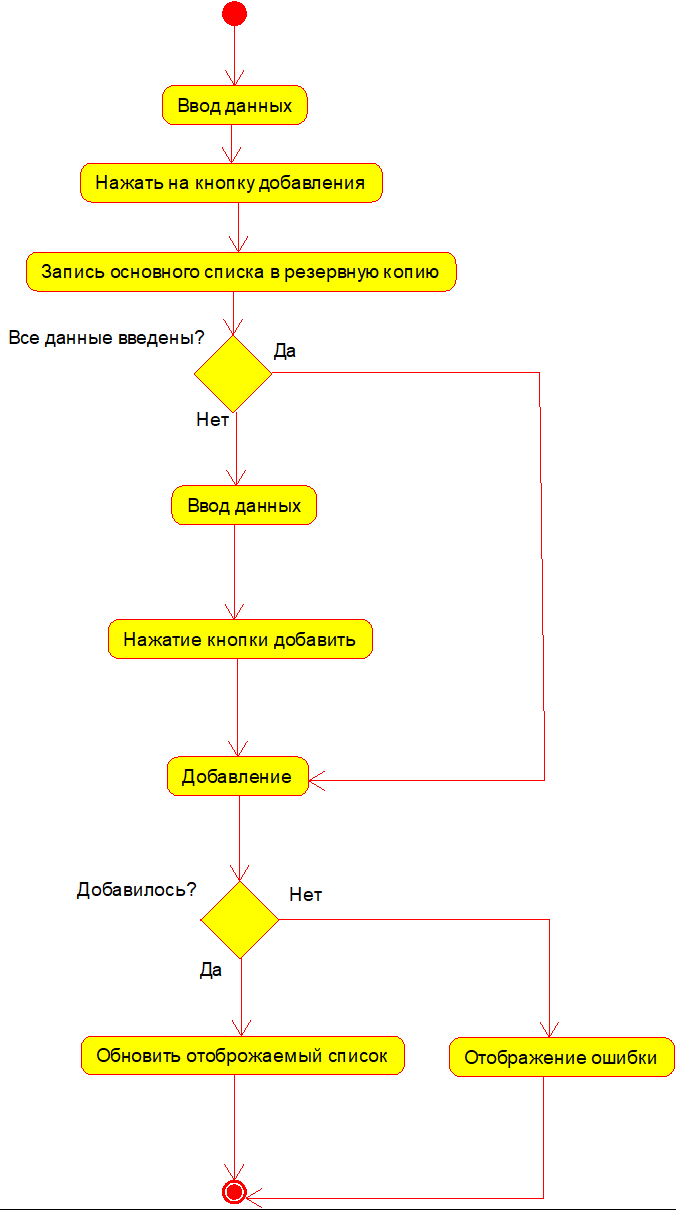 Ввод данных
Нажать на кнопку добавления
Запись основного списка в резервную копию
Все данные введены?
Да
Нет
Ввод данных
Нажатие кнопки добавить
Добавление
Добавилось?
Нет
Да
Обновить отоброжаемый список
Отображение ошибки